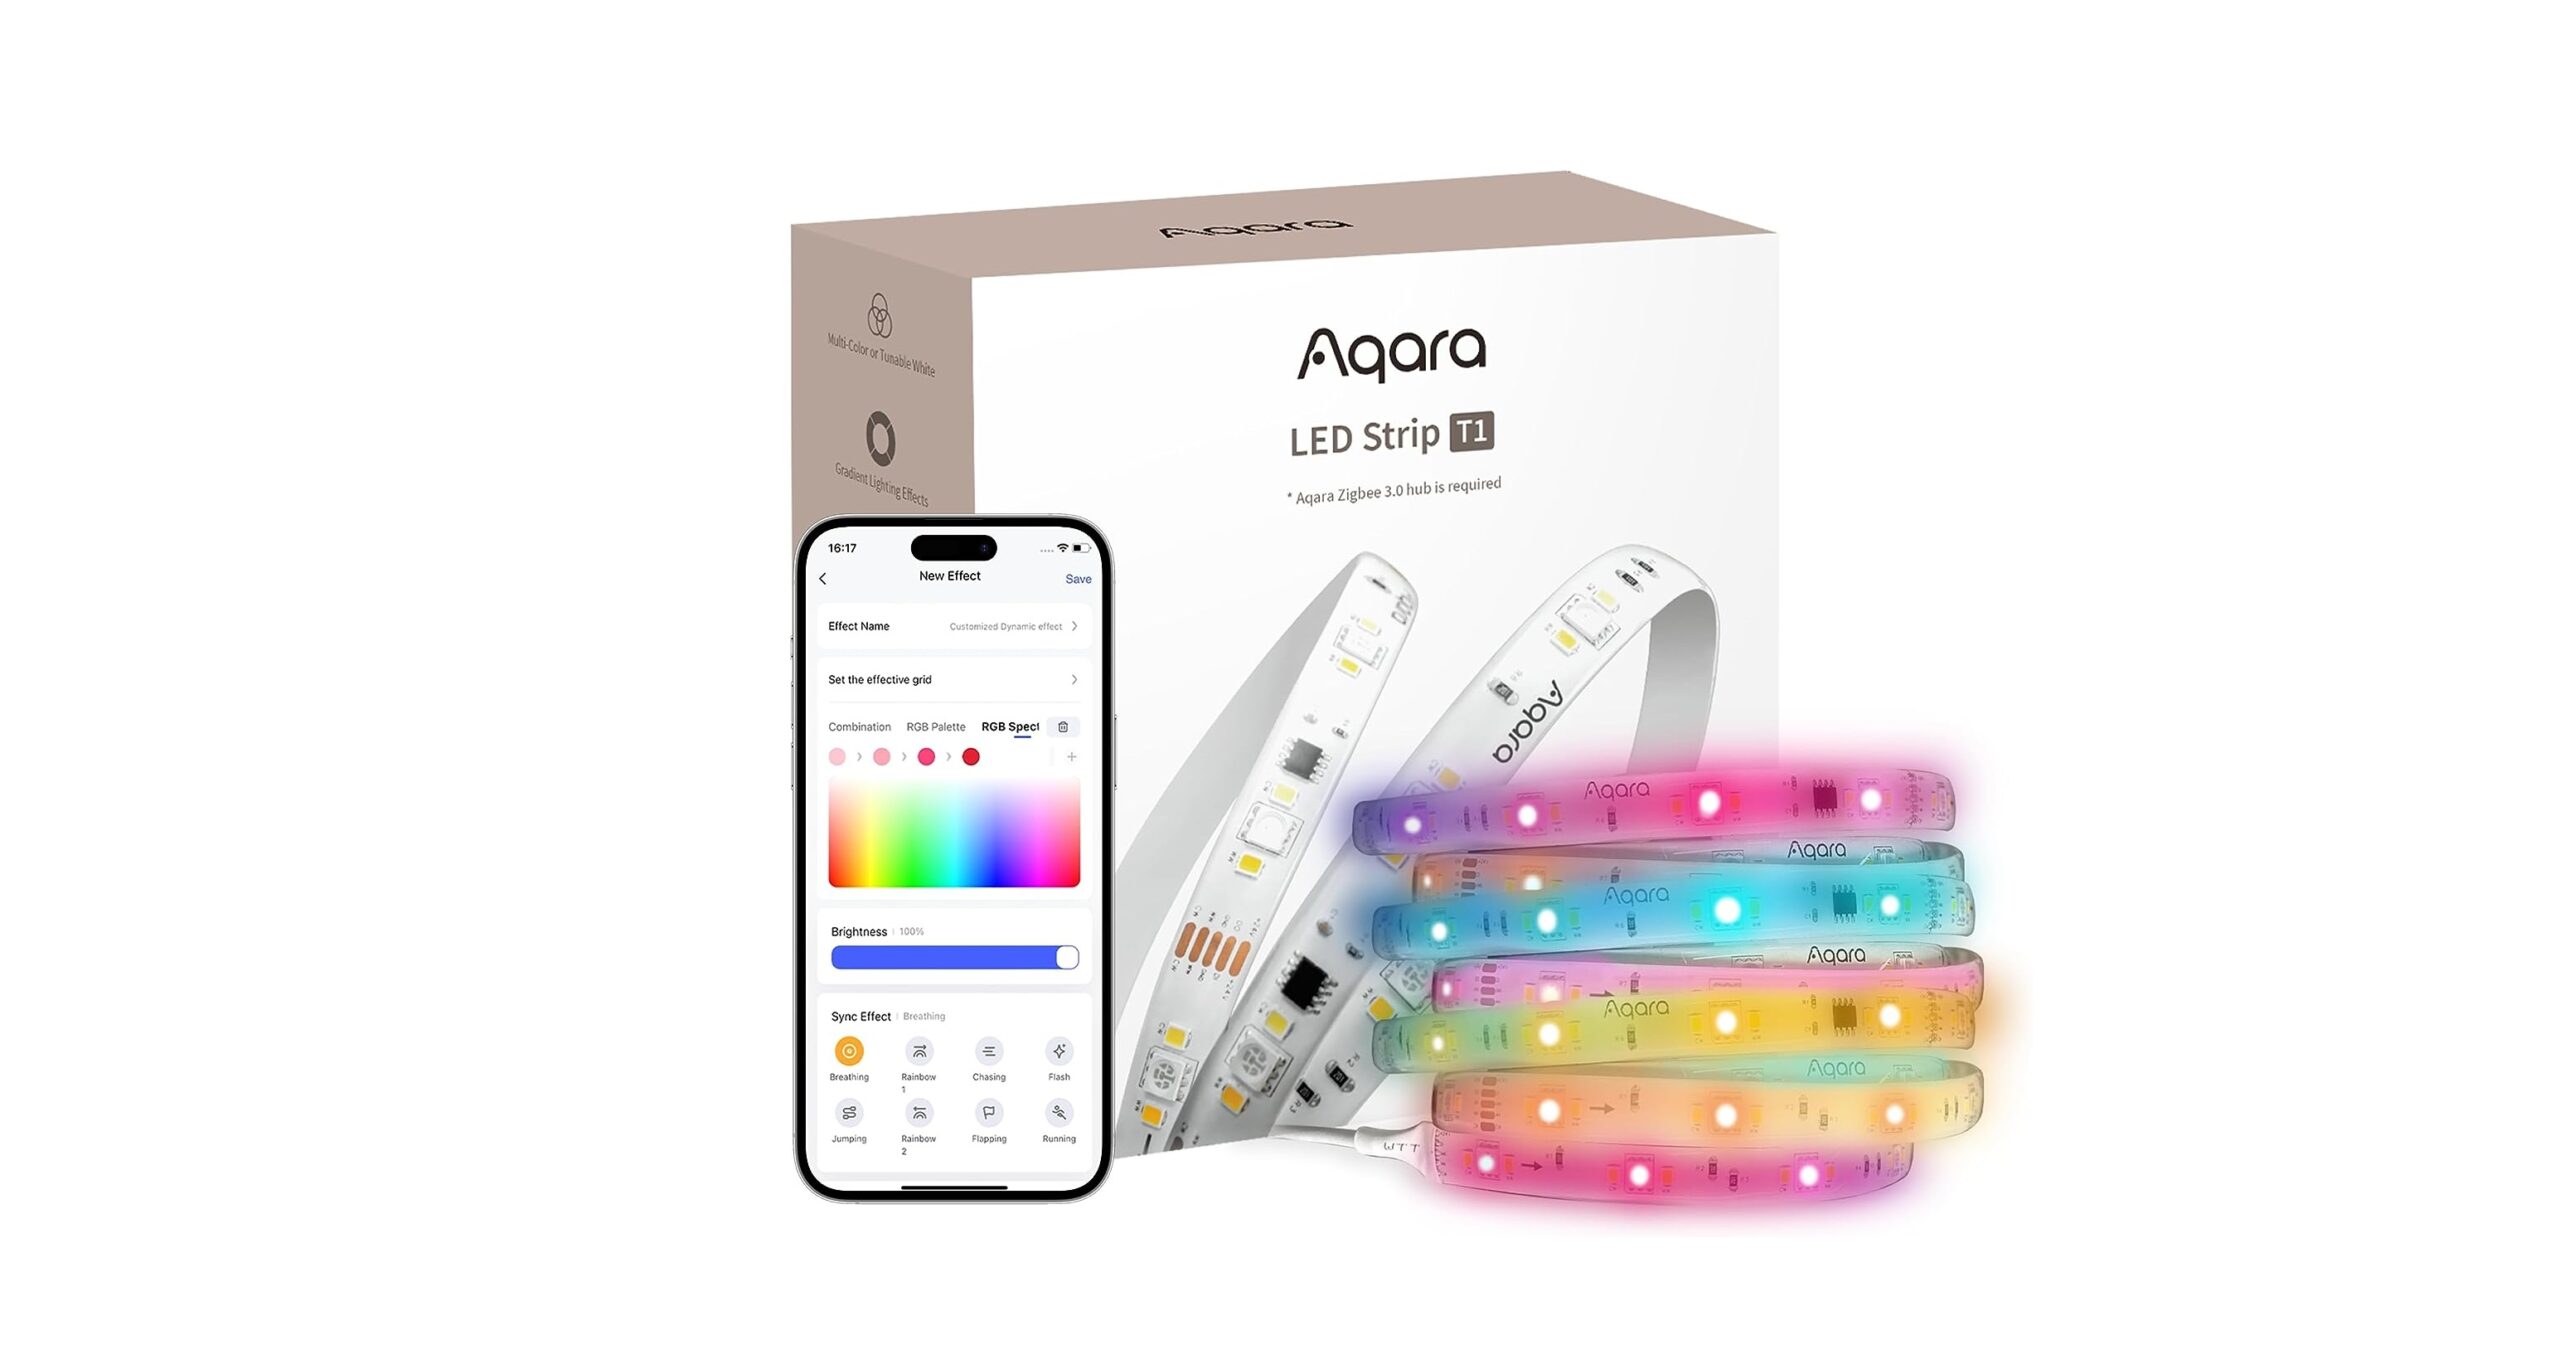 Aqara
Multi-Color or Tunable White
Gradient Lighting Effects
Aqara
LED Strip T1
* Aqara Zigbee 3.0 hub is required
16:17
New Effect
Save
Effect Name
Customized Dynamic effect
Set the effective grid
Combination
RGB Palette
RGB Spect
Brightness
100%
Sync Effect
Breathing
Breathing
Rainbow
1
Chasing
Flash
Jumping
Rainbow
2
Flapping
Running
Aqara
Aqara
Aqara
Aqara
Aqara
Aqara
Aqara
+24V